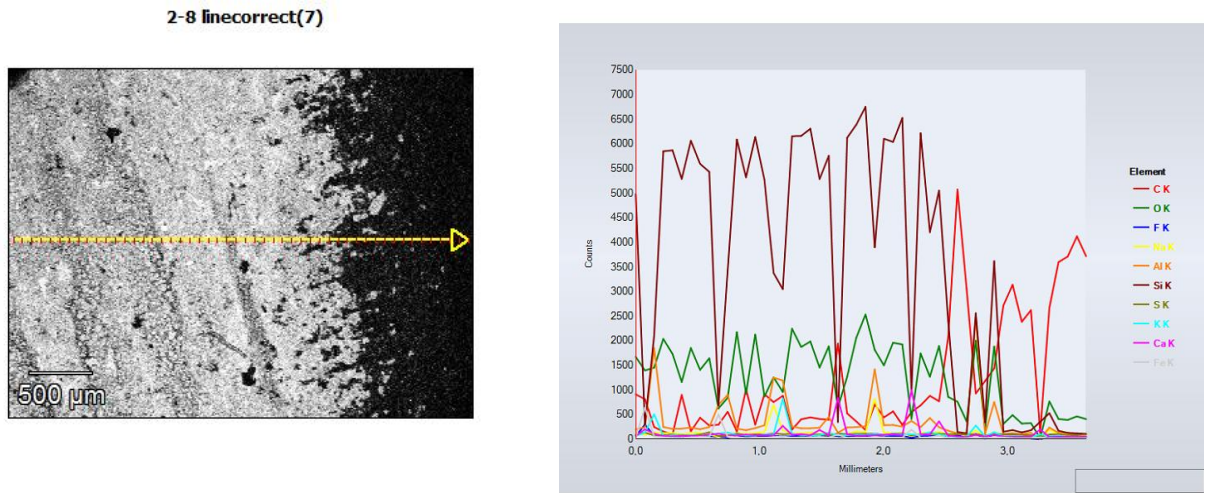 2-8 linecorrect(7)
500 µm
7500
7000
6500
6000
5500
5000
4500
4000
3500
3000
2500
2000
1500
1000
500
0
Counts
0,0 1,0 2,0 3,0
Millimeters
Element
C K
O K
F K
Na K
Al K
Si K
S K
K K
Ca K
Fe K